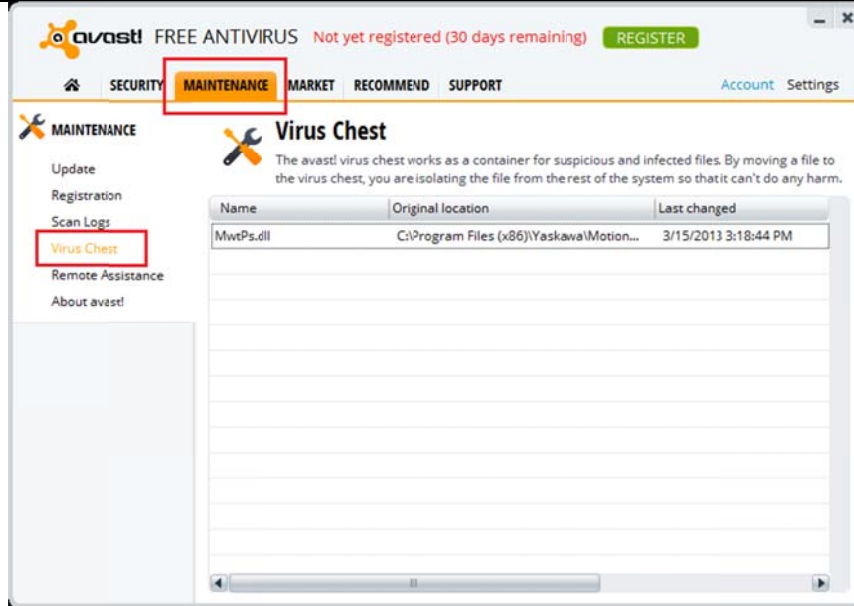 avast! FREE ANTIVIRUS Not yet registered (30 days remaining) REGISTER
SECURITY MAINTENANCE MARKET RECOMMEND SUPPORT Account Settings
MAINTENANCE
Update
Registration
Scan Logs
Virus Chest
Remote Assistance
About avast!
Virus Chest
The avast! virus chest works as a container for suspicious and infected files. By moving a file to
the virus chest, you are isolating the file from the rest of the system so that it can't do any harm.
Name Original location Last changed
MwtPs.dll C:\Program Files (x86)\Yaskawa\Motion... 3/15/2013 3:18:44 PM